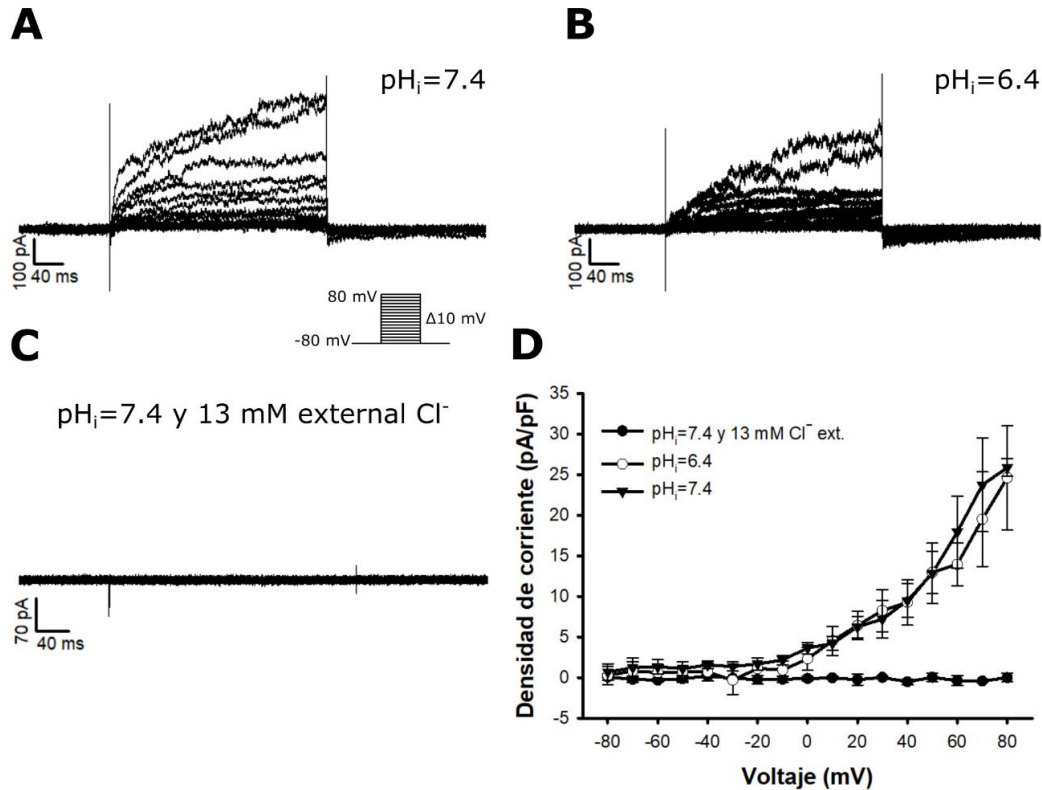 A
pHi=7.4
100 pA
40 ms
B
pHi=6.4
100 pA
40 ms
80 mV
Δ10 mV
-80 mV
C
pHi=7.4 y 13 mM external Cl-
70 pA
40 ms
D
Densidad de corriente (pA/pF)
35
30
25
20
15
10
5
0
-5
pHi=7.4 y 13 mM Cl- ext.
pHi=6.4
pHi=7.4
-80 -60 -40 -20 0 20 40 60 80
Voltaje (mV)